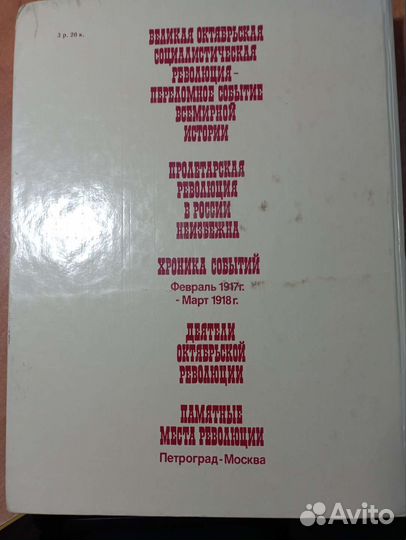 3 р. 20 к.
ВЕЛИКАЯ ОКТЯБРЬСКАЯ
СОЦИАЛИСТИЧЕСКАЯ
РЕВОЛЮЦИЯ –
ПЕРЕЛОМНОЕ СОБЫТИЕ
ВСЕМИРНОЙ
ИСТОРИИ
ПРОЛЕТАРСКАЯ
РЕВОЛЮЦИЯ
В РОССИИ
НЕИЗБЕЖНА
ХРОНИКА СОБЫТИЙ
Февраль 1917г.
- Март 1918г.
ДЕЯТЕЛИ
ОКТЯБРЬСКОЙ
РЕВОЛЮЦИИ
ПАМЯТНЫЕ
МЕСТА РЕВОЛЮЦИИ
Петроград-Москва
Avito